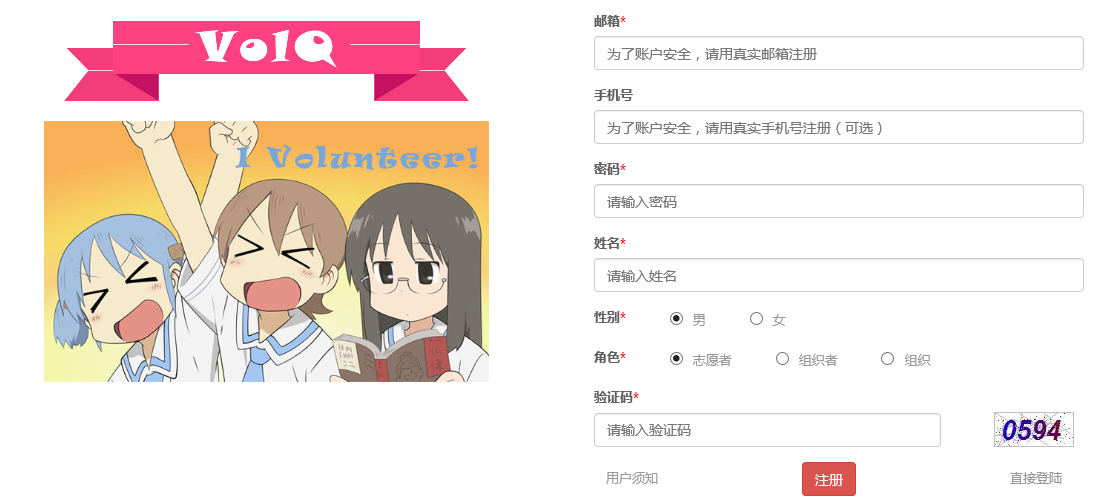 VolQ
I Volunteer!
邮箱*
为了账户安全，请用真实邮箱注册
手机号
为了账户安全，请用真实手机号注册（可选）
密码*
请输入密码
姓名*
请输入姓名
性别* 男 女
角色* 志愿者 组织者 组织
验证码*
请输入验证码 0594
用户须知 注册 直接登陆